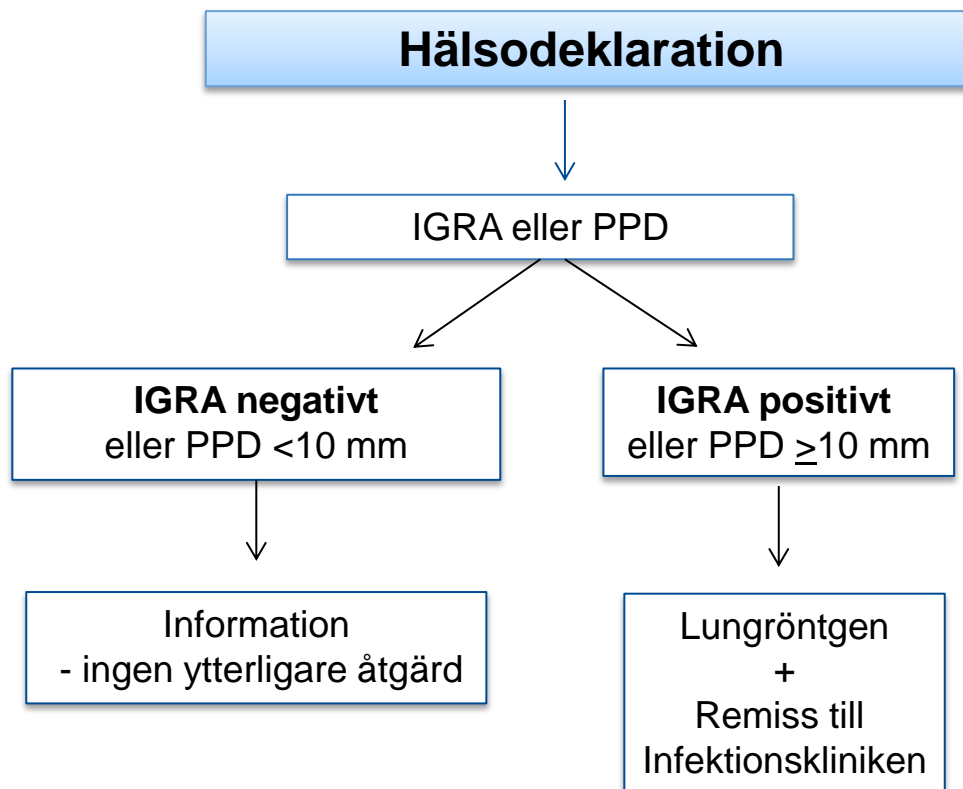 Hälsodeklaration
IGRA eller PPD
IGRA negativt
eller PPD <10 mm
IGRA positivt
eller PPD ≥10 mm
Information
- ingen ytterligare åtgärd
Lungröntgen
+
Remiss till
Infektionskliniken